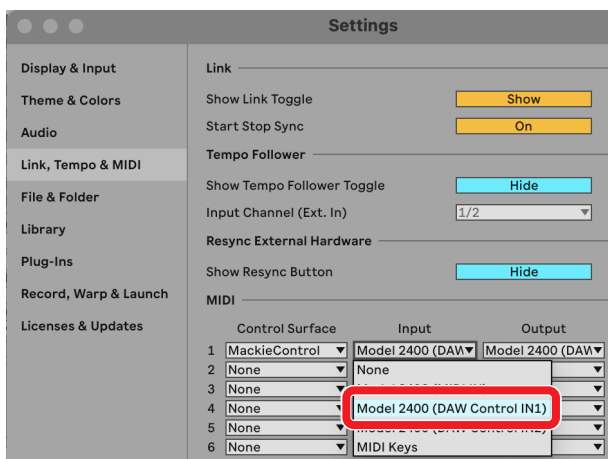 Settings
Display & Input
Theme & Colors
Audio
Link, Tempo & MIDI
File & Folder
Library
Plug-Ins
Record, Warp & Launch
Licenses & Updates
Link
Show Link Toggle Show
Start Stop Sync On
Tempo Follower
Show Tempo Follower Toggle Hide
Input Channel (Ext. In) 1/2
Resync External Hardware
Show Resync Button Hide
MIDI
Control Surface Input Output
1 MackieControl Model 2400 (DAW Model 2400 (DAW
2 None None
3 None
4 None Model 2400 (DAW Control IN1)
5 None
6 None MIDI Keys